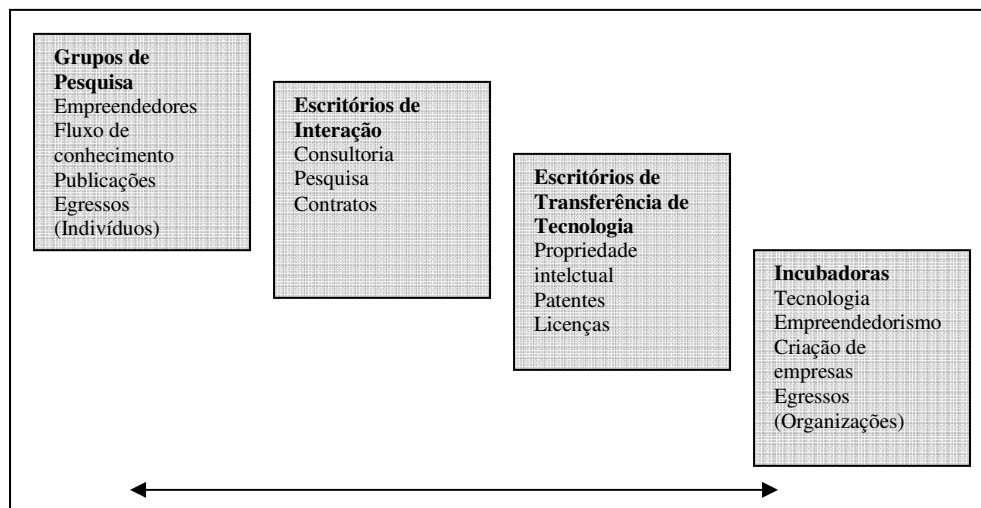 Grupos de
Pesquisa
Empreendedores
Fluxo de
conhecimento
Publicações
Egressos
(Indivíduos)
Escritórios de
Interação
Consultoria
Pesquisa
Contratos
Escritórios de
Transferência de
Tecnologia
Propriedade
intelctual
Patentes
Licenças
Incubadoras
Tecnologia
Empreendedorismo
Criação de
empresas
Egressos
(Organizações)